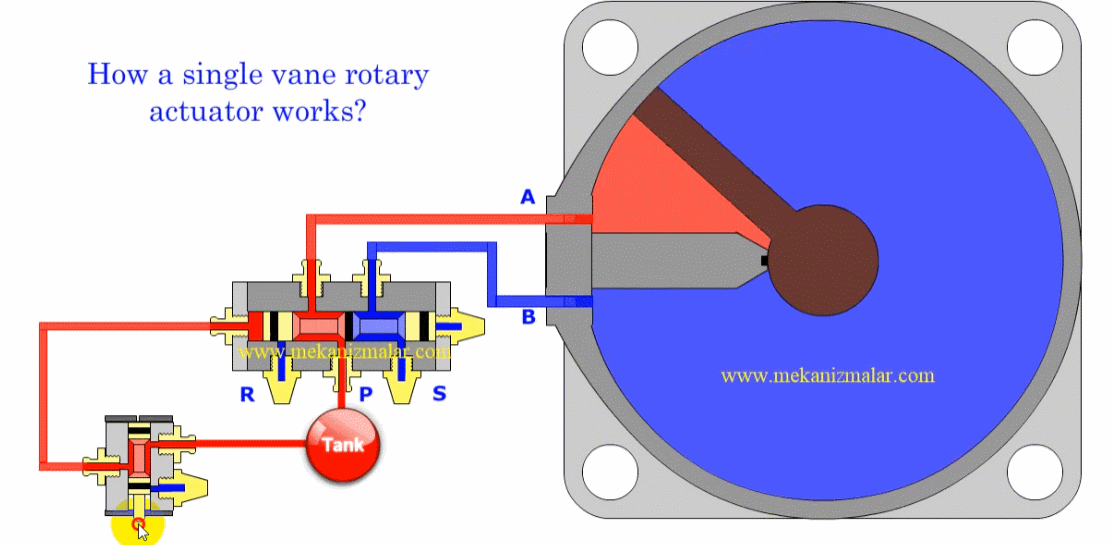 How a single vane rotary
actuator works?
A
B
www.mekanizmalar.com
R
P
S
Tank
www.mekanizmalar.com